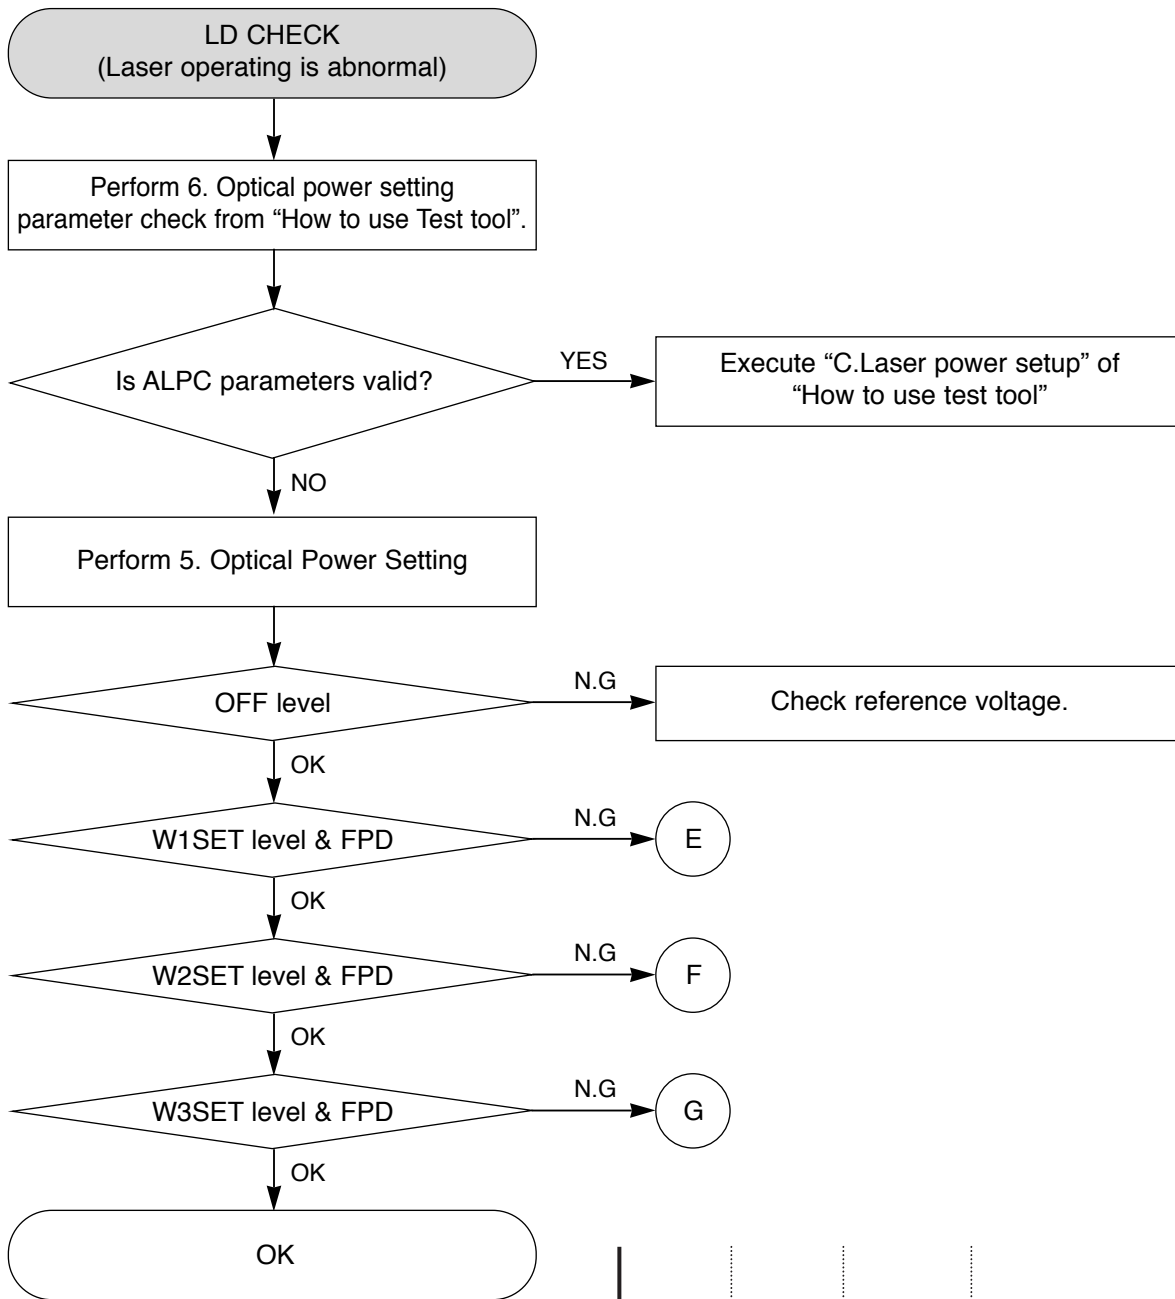 LD CHECK
(Laser operating is abnormal)
Perform 6. Optical power setting
parameter check from “How to use Test tool”.
Is ALPC parameters valid?
YES
Execute “C.Laser power setup” of
“How to use test tool”
NO
Perform 5. Optical Power Setting
OFF level
N.G
Check reference voltage.
OK
W1SET level & FPD
N.G
E
OK
W2SET level & FPD
N.G
F
OK
W3SET level & FPD
N.G
G
OK
OK